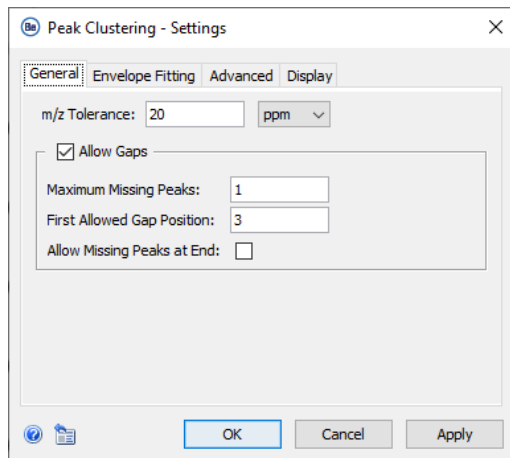 Be Peak Clustering - Settings
General Envelope Fitting Advanced Display
m/z Tolerance: 20 ppm
Allow Gaps
Maximum Missing Peaks: 1
First Allowed Gap Position: 3
Allow Missing Peaks at End:
OK Cancel Apply